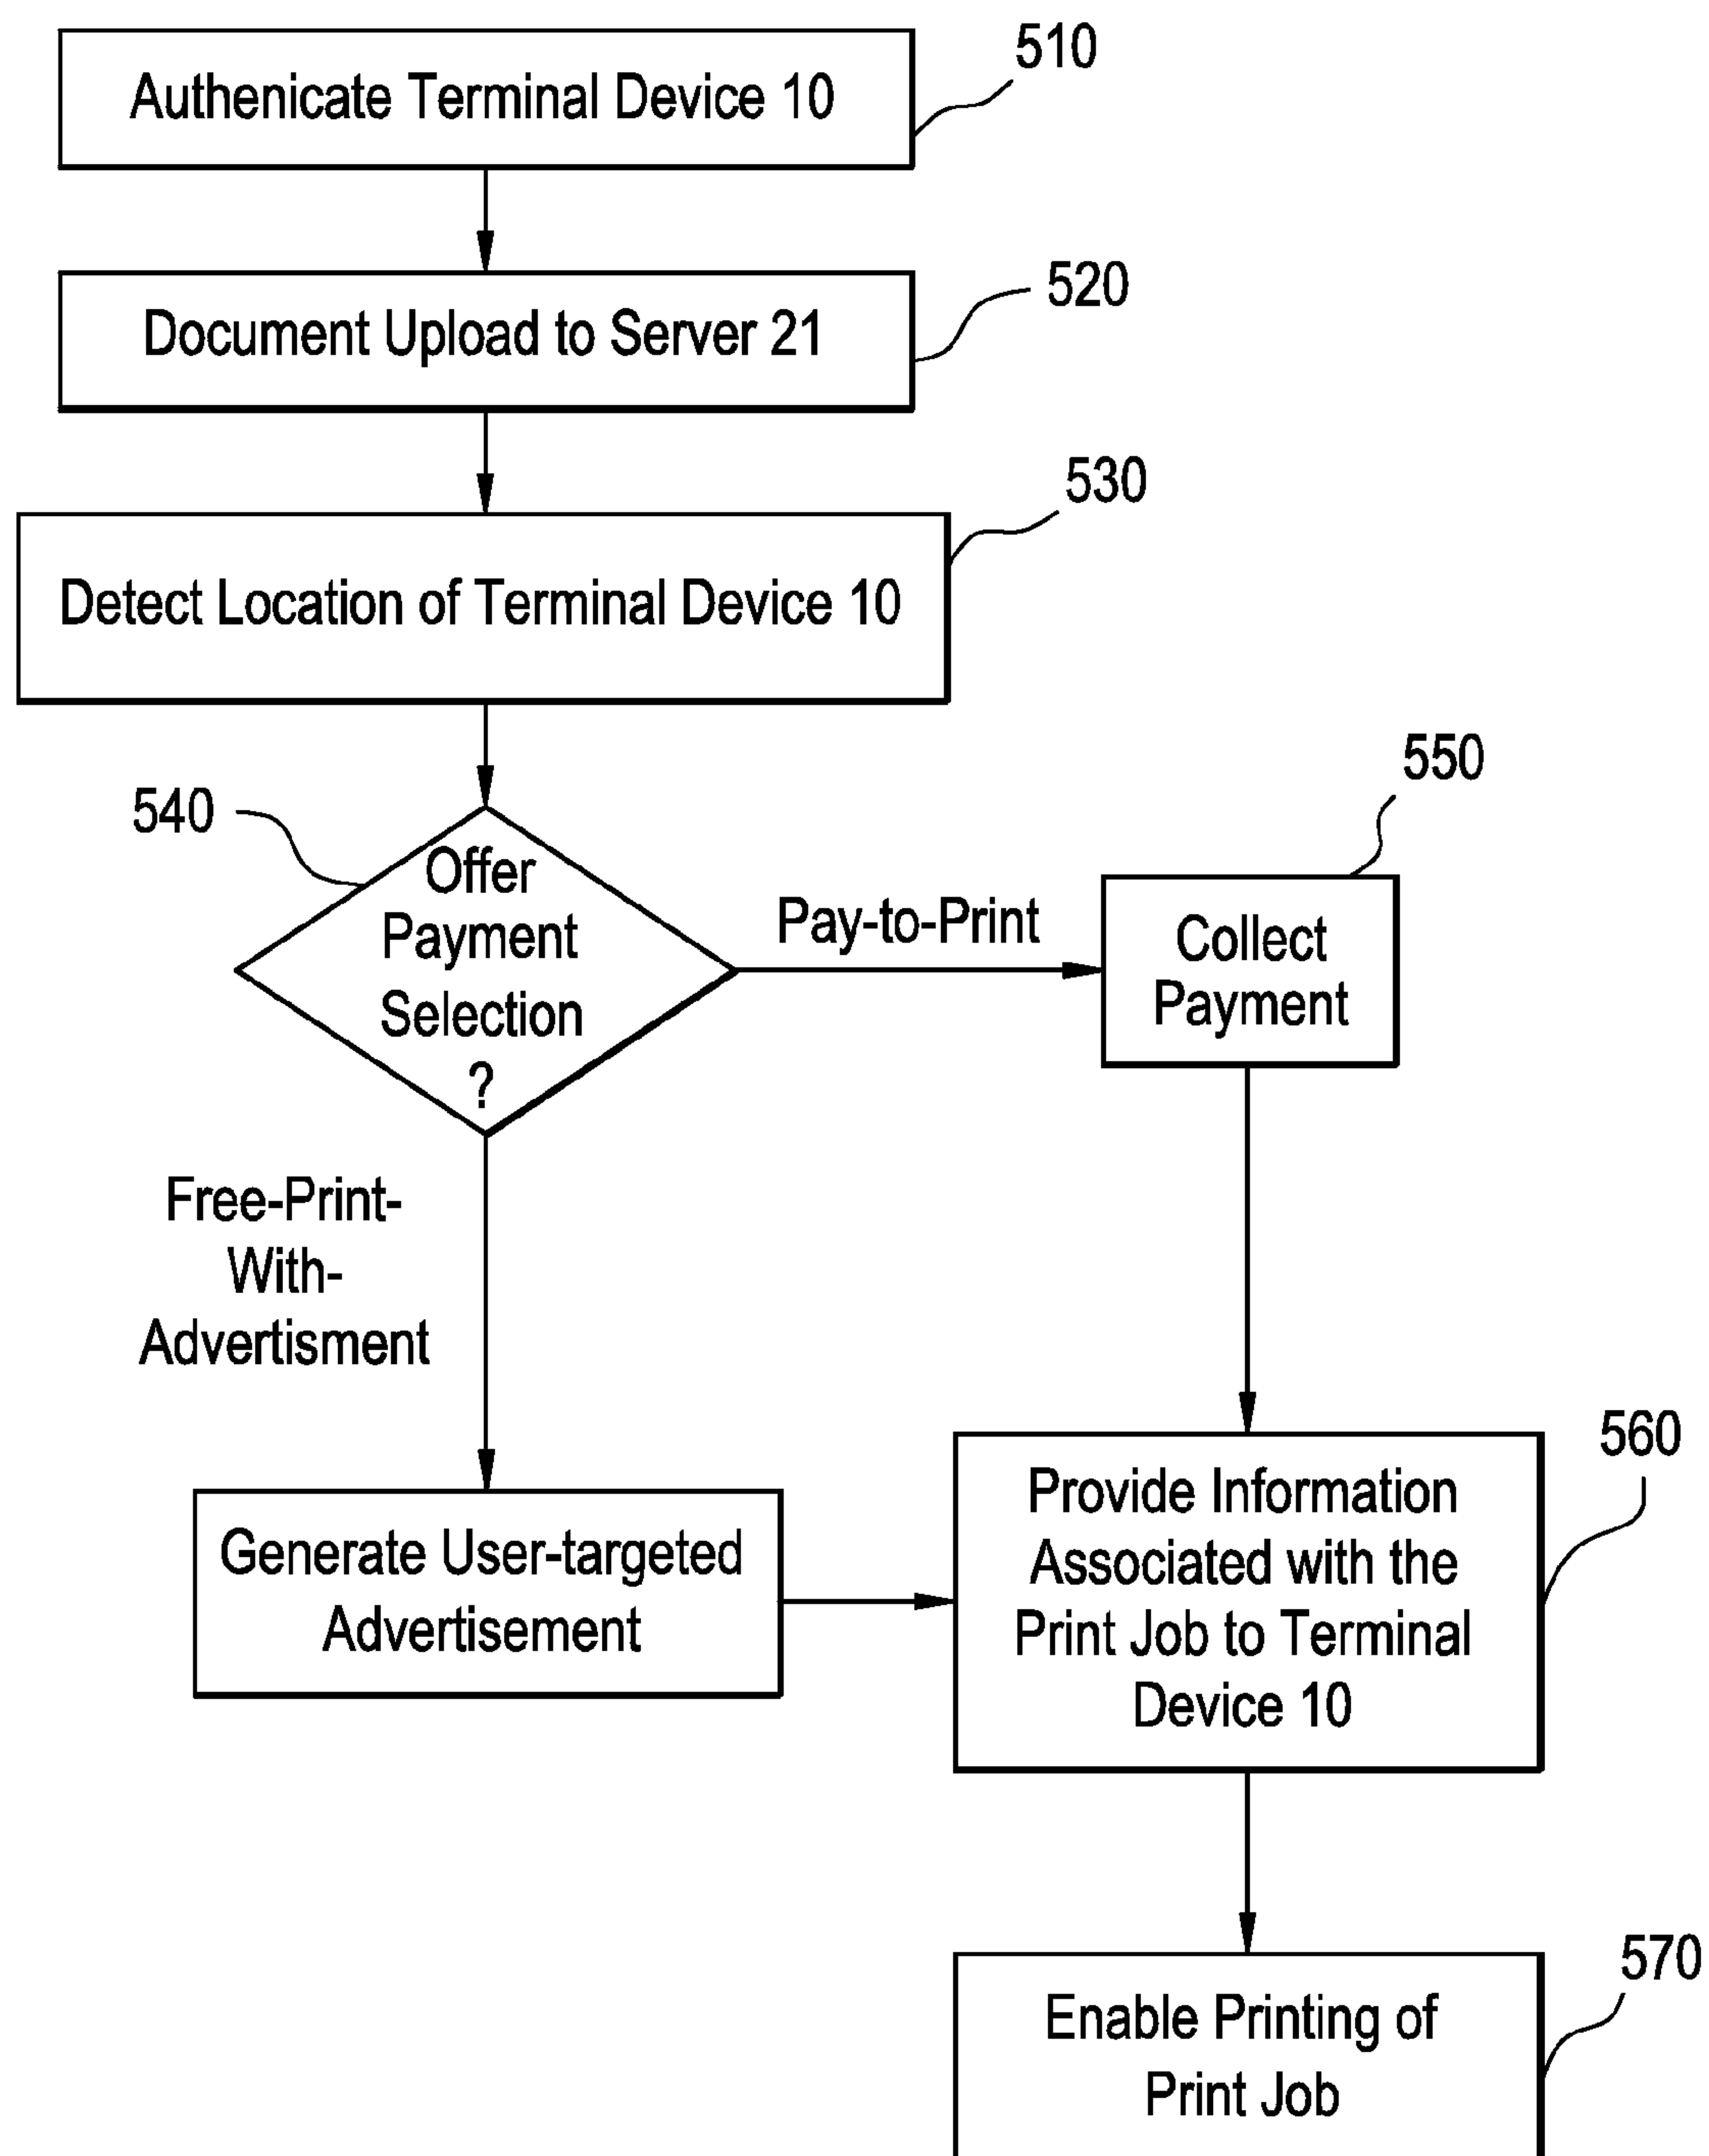 510
Authenicate Terminal Device 10
520
Document Upload to Server 21
530
Detect Location of Terminal Device 10
540
Offer
Payment
Selection
?
Pay-to-Print
550
Collect
Payment
Free-Print-
With-
Advertisment
Generate User-targeted
Advertisement
560
Provide Information
Associated with the
Print Job to Terminal
Device 10
570
Enable Printing of
Print Job